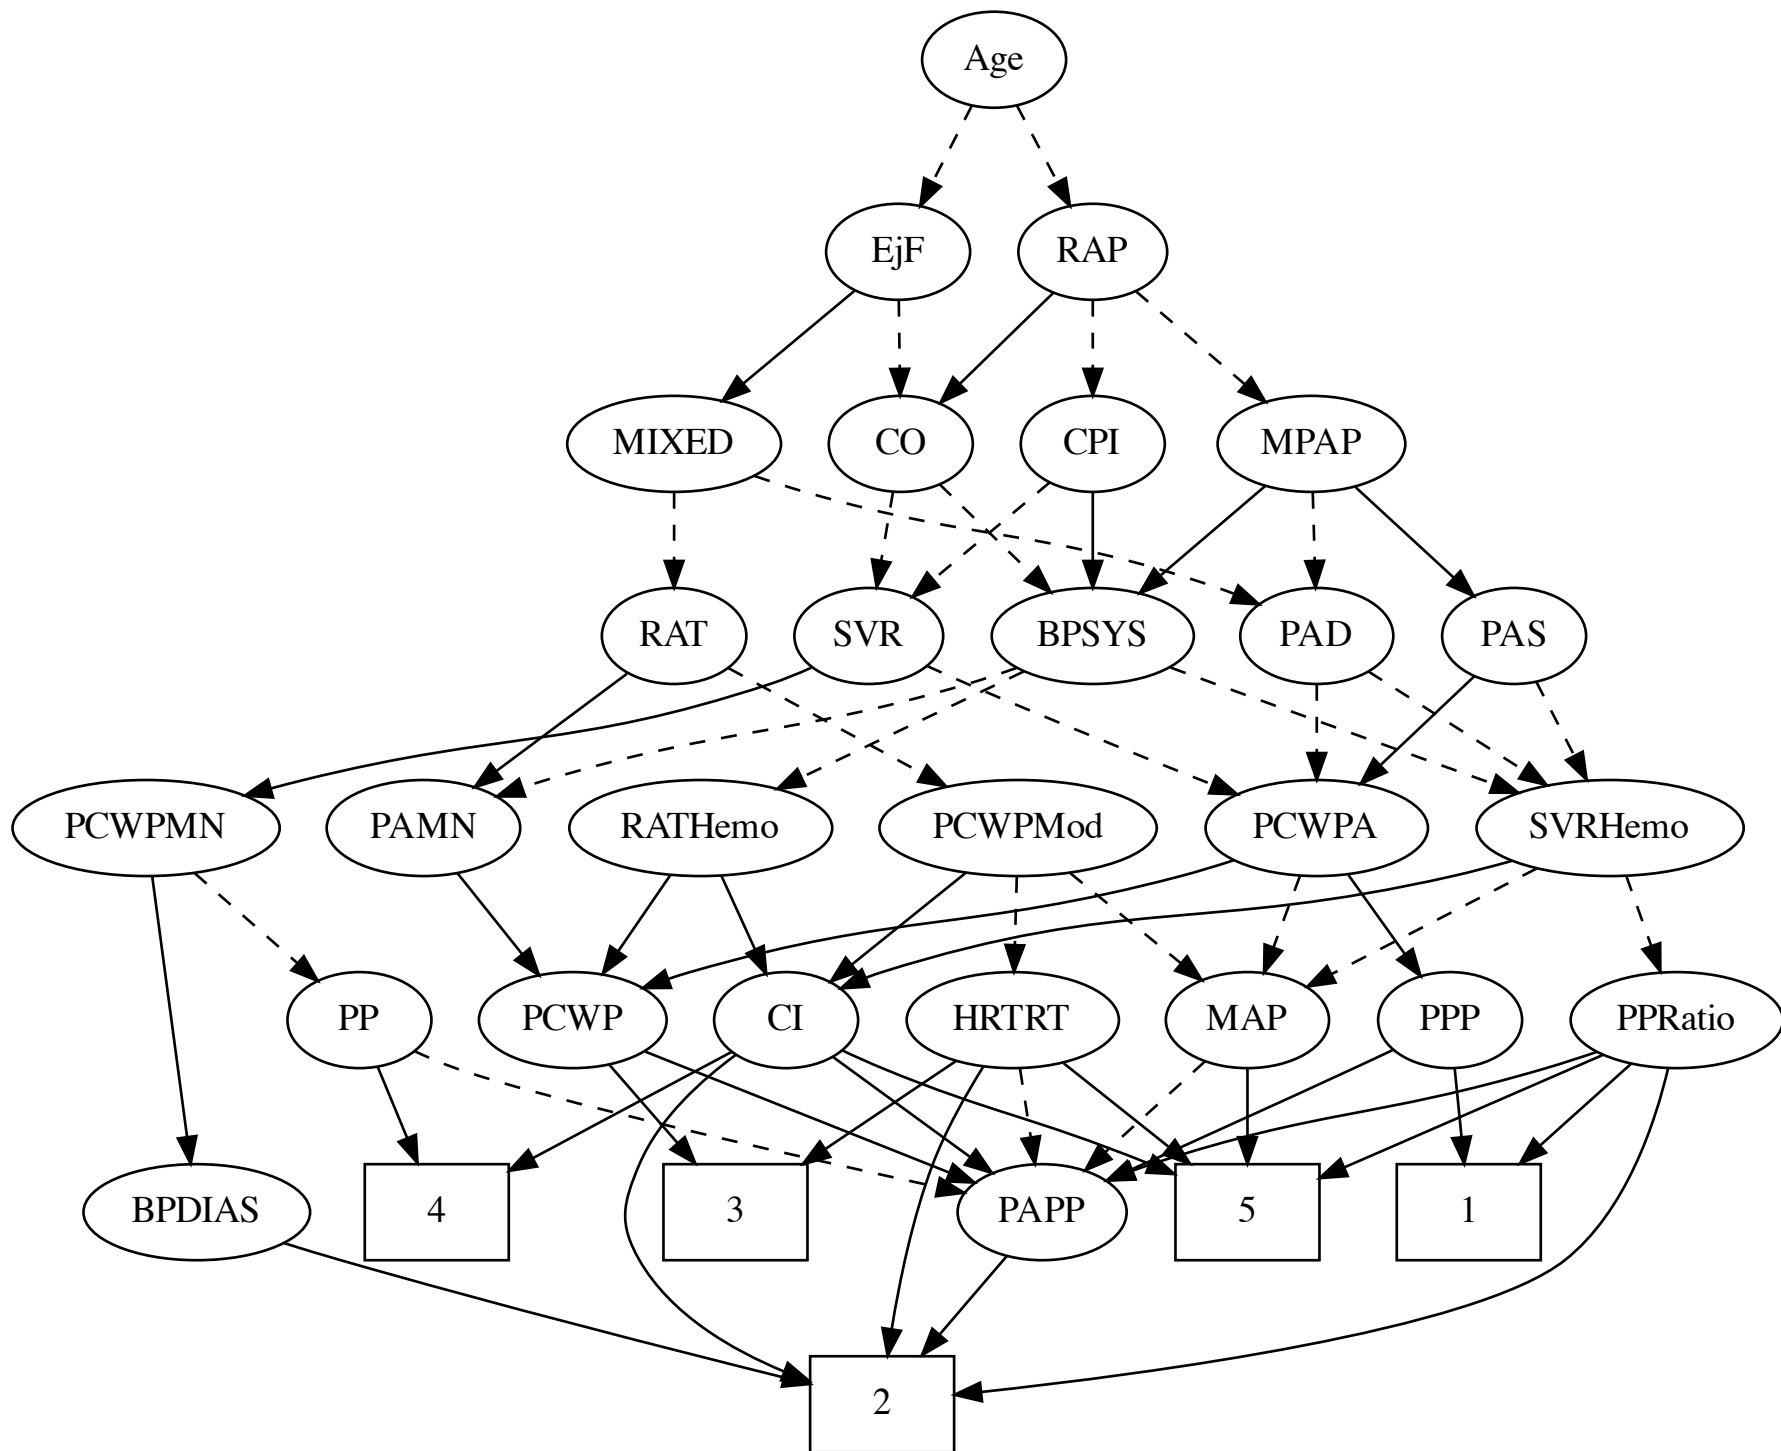 Age
EjF
RAP
MIXED
CO
CPI
MPAP
RAT
SVR
BPSYS
PAD
PAS
PCWPMN
PAMN
RATHemo
PCWPMod
PCWPA
SVRHemo
PP
PCWP
CI
HRTRT
MAP
PPP
PPRatio
BPDIAS
4
3
PAPP
5
1
2